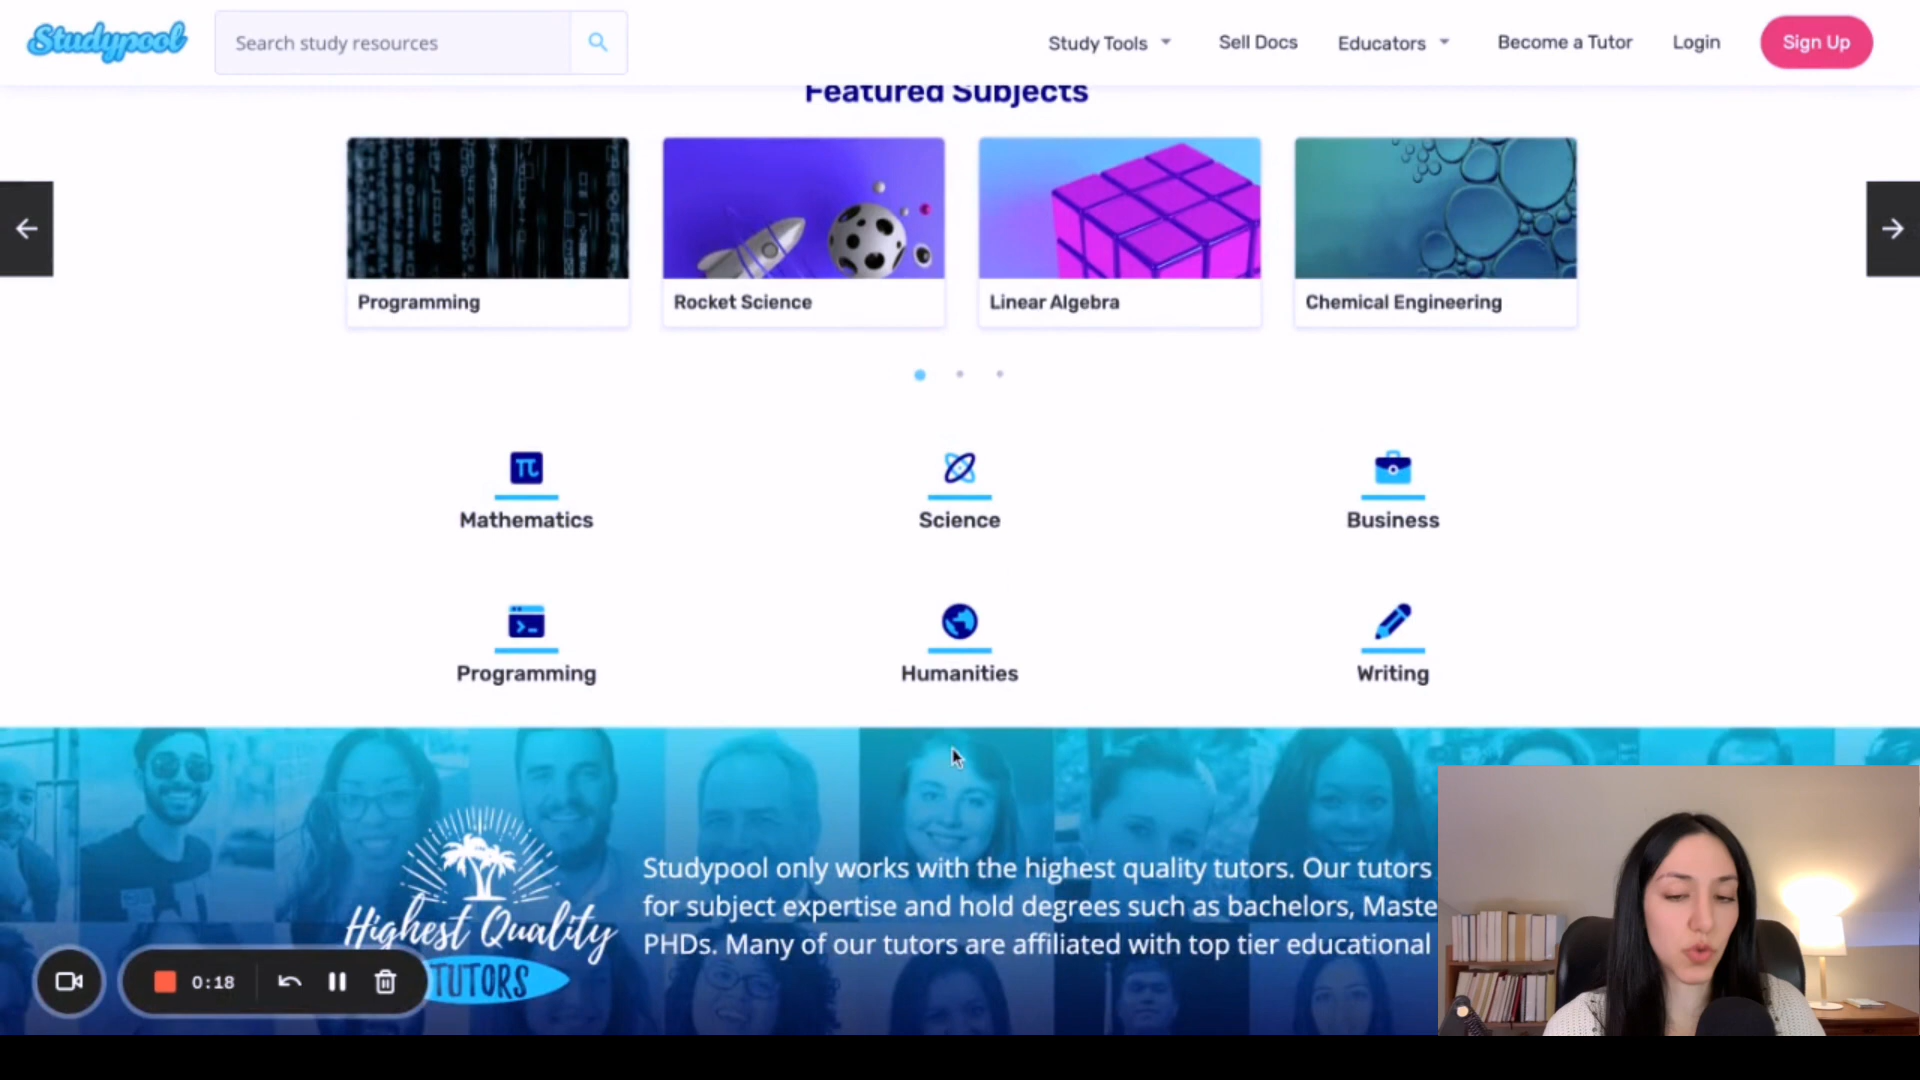 Studypool
Search study resources
Study Tools
Sell Docs
Educators
Become a Tutor
Login
Sign Up
Featured Subjects
Programming
Rocket Science
Linear Algebra
Chemical Engineering
Mathematics
Science
Business
Programming
Humanities
Writing
Highest Quality
TUTORS
Studypool only works with the highest quality tutors. Our tutors
for subject expertise and hold degrees such as bachelors, Maste
PHDs. Many of our tutors are affiliated with top tier educational
0:18